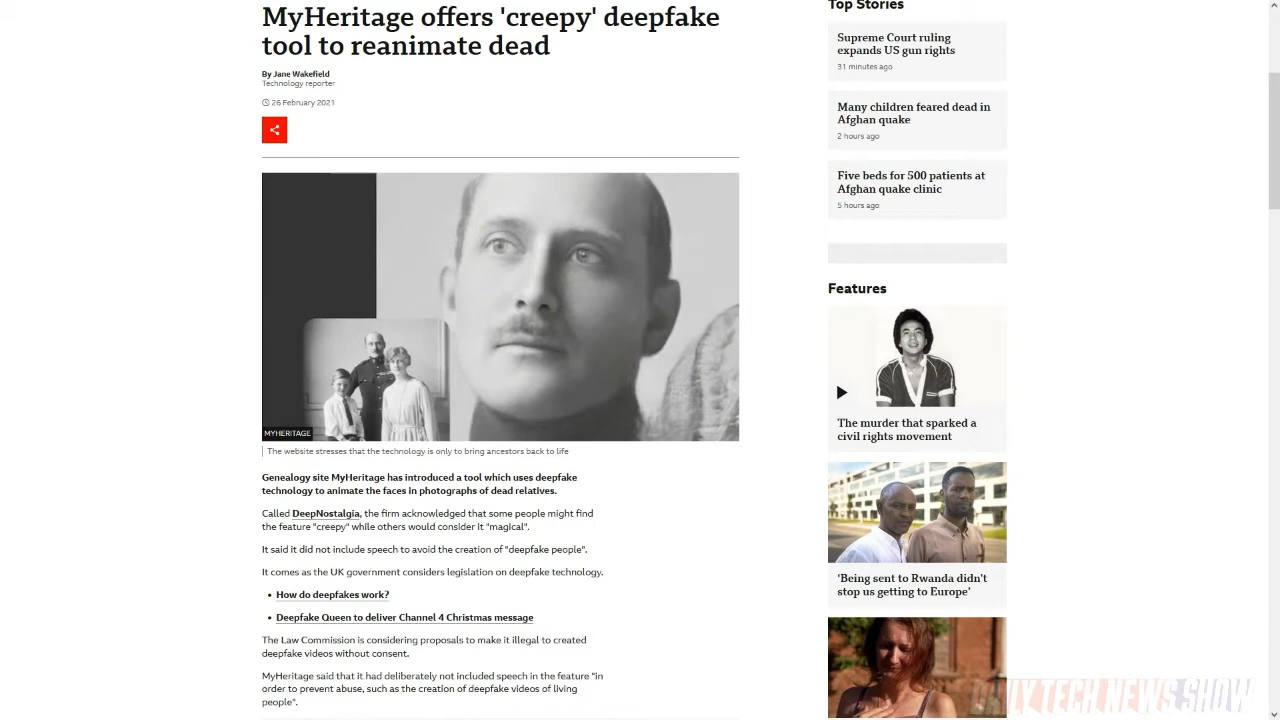 MyHeritage offers 'creepy' deepfake
tool to reanimate dead
By Jane Wakefield
Technology reporter
26 February 2021
MYHERITAGE
The website stresses that the technology is only to bring ancestors back to life
Genealogy site MyHeritage has introduced a tool which uses deepfake
technology to animate the faces in photographs of dead relatives.
Called DeepNostalgia, the firm acknowledged that some people might find
the feature "creepy" while others would consider it "magical".
It said it did not include speech to avoid the creation of "deepfake people".
It comes as the UK government considers legislation on deepfake technology.
• How do deepfakes work?
• Deepfake Queen to deliver Channel 4 Christmas message
The Law Commission is considering proposals to make it illegal to created
deepfake videos without consent.
MyHeritage said that it had deliberately not included speech in the feature "in
order to prevent abuse, such as the creation of deepfake videos of living
people".
Top Stories
Supreme Court ruling
expands US gun rights
31 minutes ago
Many children feared dead in
Afghan quake
2 hours ago
Five beds for 500 patients at
Afghan quake clinic
5 hours ago
Features
The murder that sparked a
civil rights movement
'Being sent to Rwanda didn't
stop us getting to Europe'
DAILY TECH NEWS SHOW